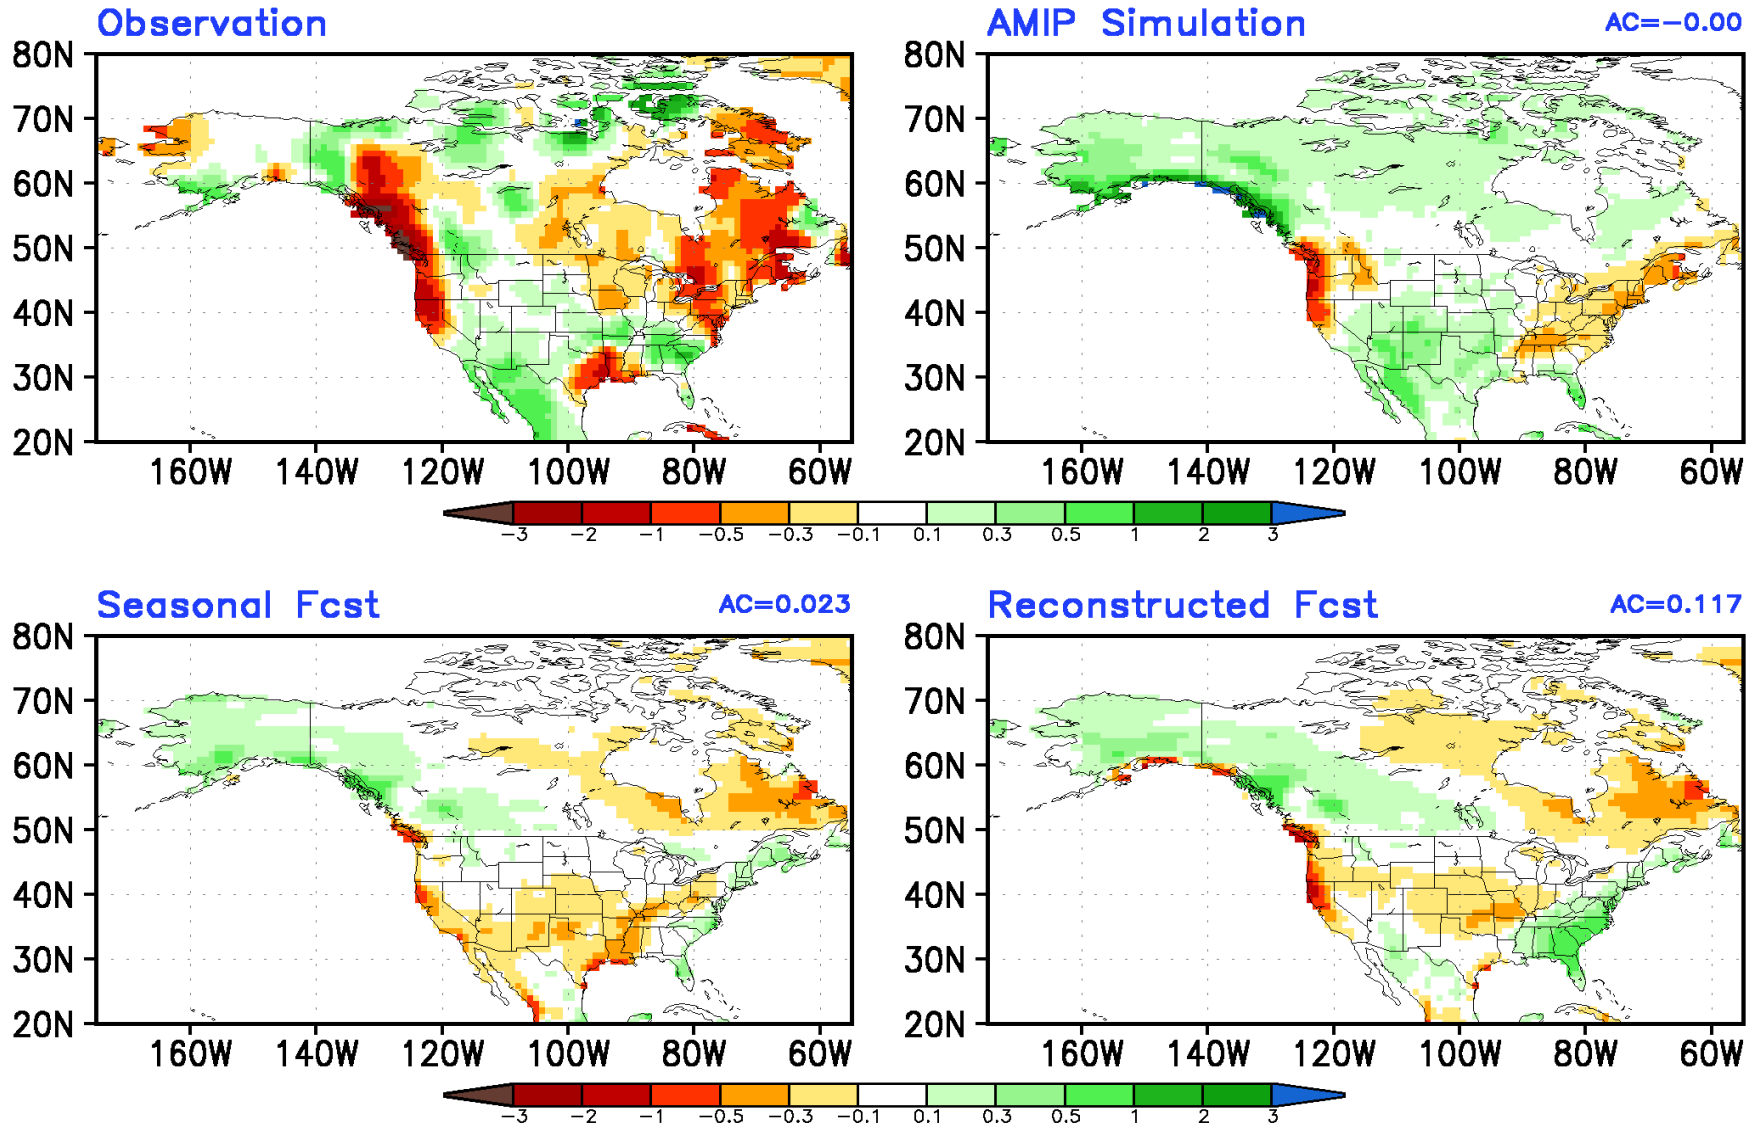 Observation
AMIP Simulation AC=-0.00
80N 80N
70N 70N
60N 60N
50N 50N
40N 40N
30N 30N
20N 20N
160W 140W 120W 100W 80W 60W 160W 140W 120W 100W 80W 60W
-3 -2 -1 -0.5 -0.3 -0.1 0.1 0.3 0.5 1 2 3
Seasonal Fcst AC=0.023
Reconstructed Fcst AC=0.117
80N 80N
70N 70N
60N 60N
50N 50N
40N 40N
30N 30N
20N 20N
160W 140W 120W 100W 80W 60W 160W 140W 120W 100W 80W 60W
-3 -2 -1 -0.5 -0.3 -0.1 0.1 0.3 0.5 1 2 3